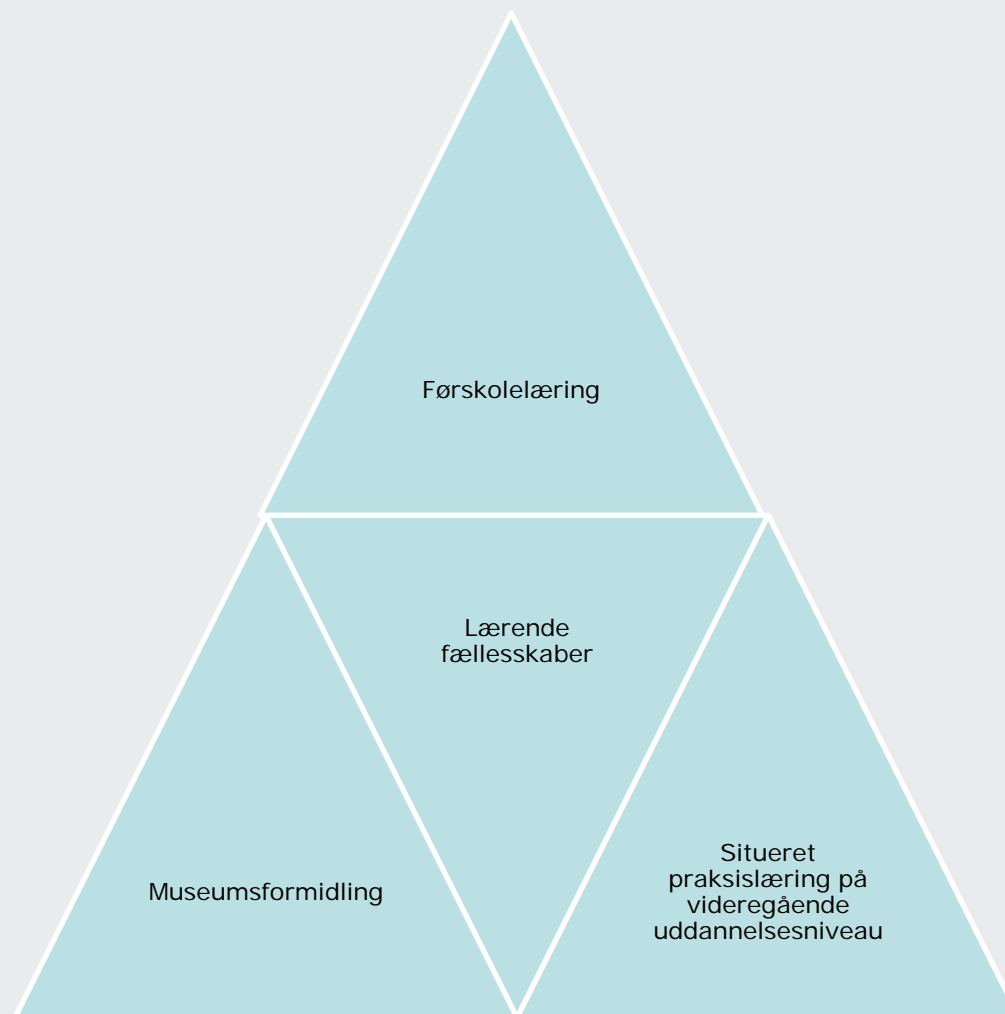 Førskolelæring
Lærende
fællesskaber
Museumsformidling
Situeret
praksislæring på
videregående
uddannelsesniveau